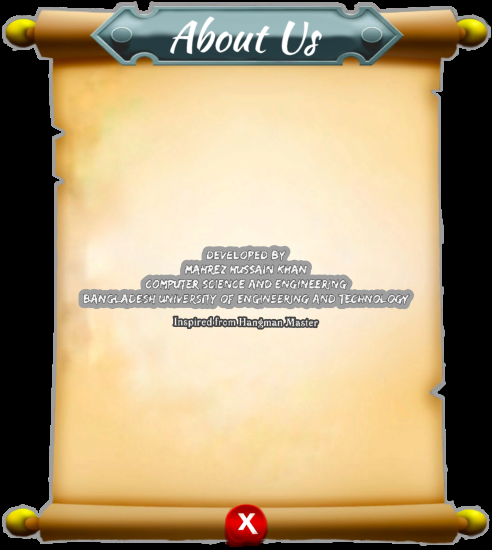 About Us
DEVELOPED BY
MAHREZ HUSSAIN KHAN
COMPUTER SCIENCE AND ENGINEERING
BANGLADESH UNIVERSITY OF ENGINEERING AND TECHNOLOGY
Inspired from Hangman Master
X